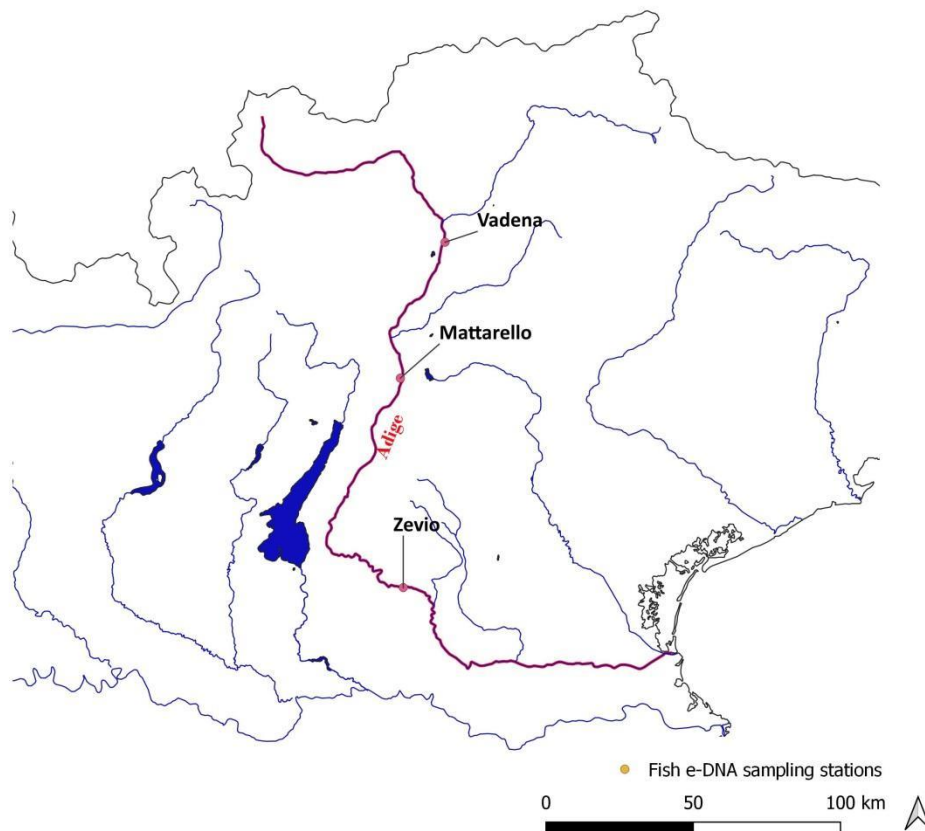 Vadena
Mattarello
Adige
Zevio
Fish e-DNA sampling stations
0 50 100 km